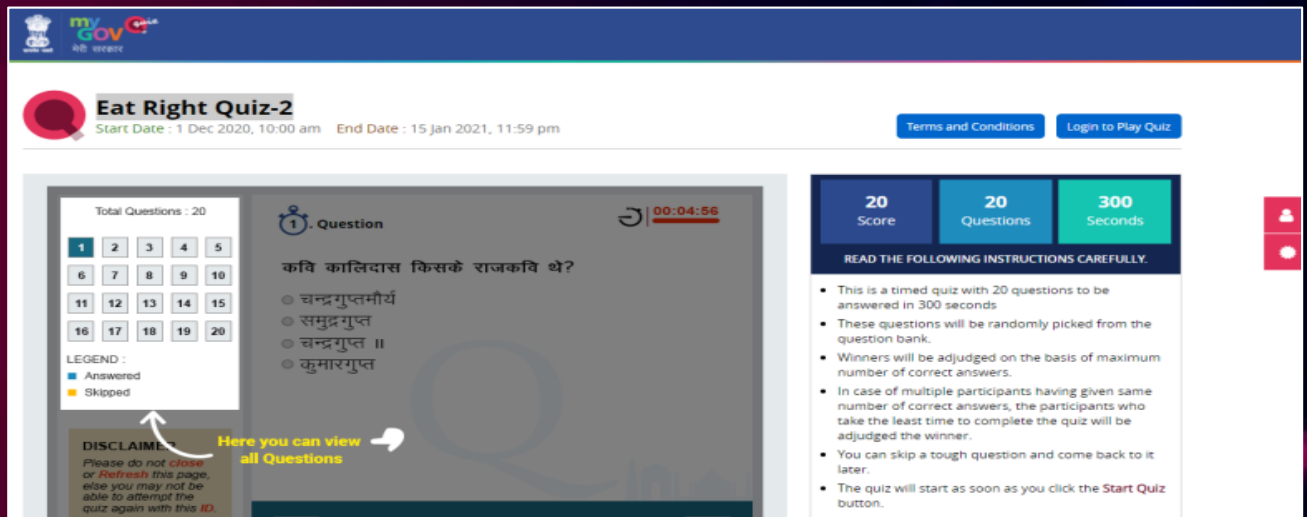 my
GOV
quiz
मेरी सरकार
Eat Right Quiz-2
Start Date : 1 Dec 2020, 10:00 am End Date : 15 Jan 2021, 11:59 pm
Terms and Conditions
Login to Play Quiz
Total Questions : 20
1 2 3 4 5
6 7 8 9 10
11 12 13 14 15
16 17 18 19 20
LEGEND :
Answered
Skipped
DISCLAIMER
Please do not close
or Refresh this page,
else you may not be
able to attempt the
quiz again with this ID.
Here you can view
all Questions
1. Question
00:04:56
कवि कालिदास किसके राजकवि थे?
चन्द्रगुप्तमौर्य
समुद्रगुप्त
चन्द्रगुप्त II
कुमारगुप्त
20
Score
20
Questions
300
Seconds
READ THE FOLLOWING INSTRUCTIONS CAREFULLY.
• This is a timed quiz with 20 questions to be
answered in 300 seconds
• These questions will be randomly picked from the
question bank.
• Winners will be adjudged on the basis of maximum
number of correct answers.
• In case of multiple participants having given same
number of correct answers, the participants who
take the least time to complete the quiz will be
adjudged the winner.
• You can skip a tough question and come back to it
later.
• The quiz will start as soon as you click the Start Quiz
button.